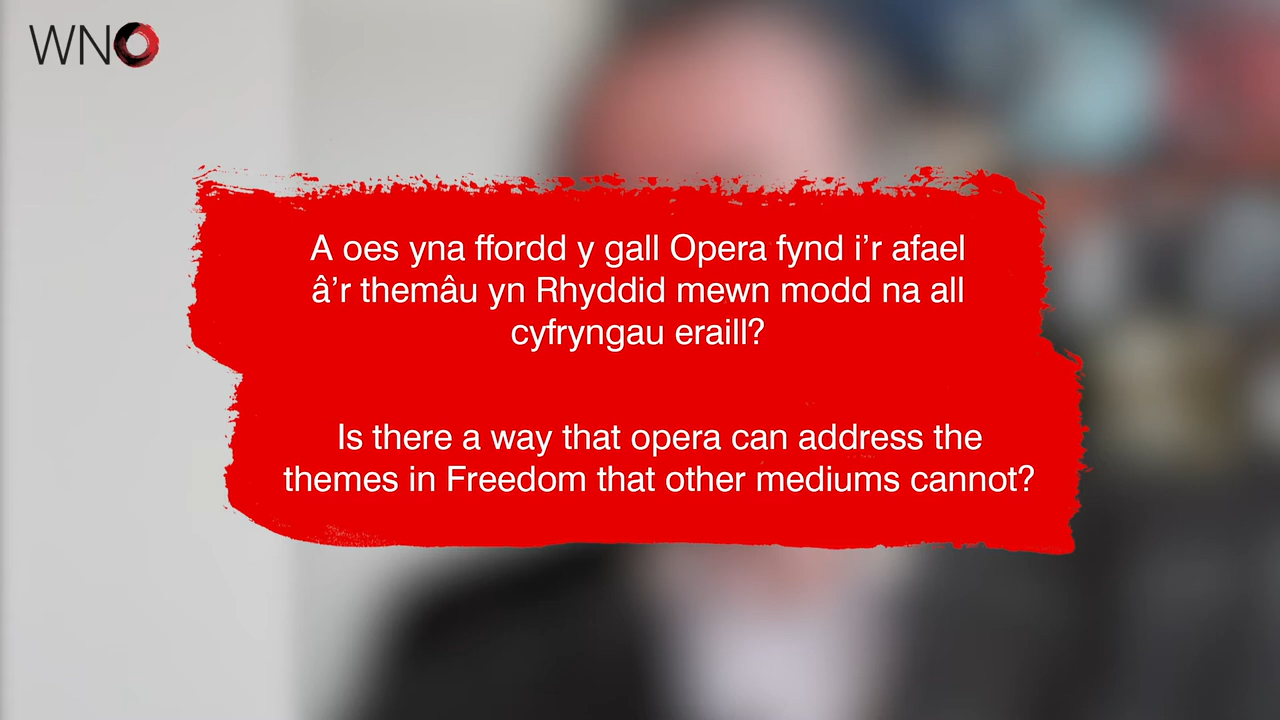 WNO
A oes yna ffordd y gall Opera fynd i’r afael
â’r themâu yn Rhyddid mewn modd na all
cyfryngau eraill?
Is there a way that opera can address the
themes in Freedom that other mediums cannot?